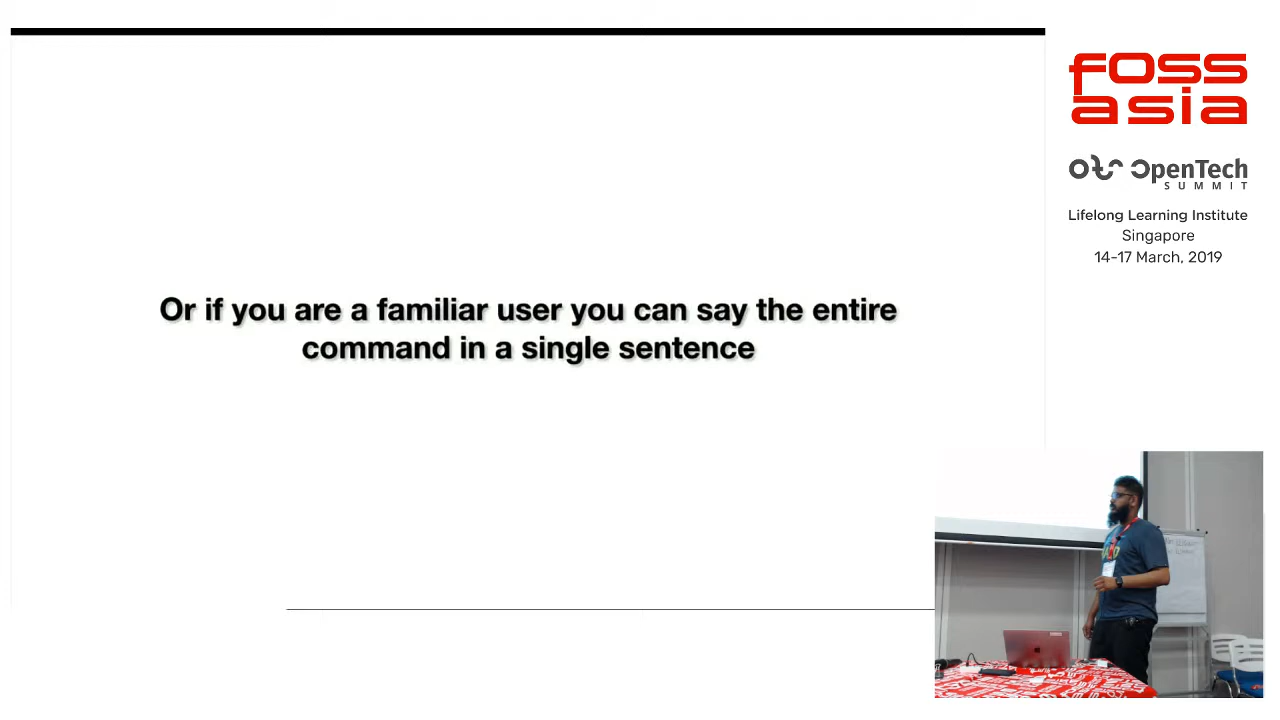 Or if you are a familiar user you can say the entire
command in a single sentence
foss
asia
OpenTech
SUMMIT
Lifelong Learning Institute
Singapore
14-17 March, 2019